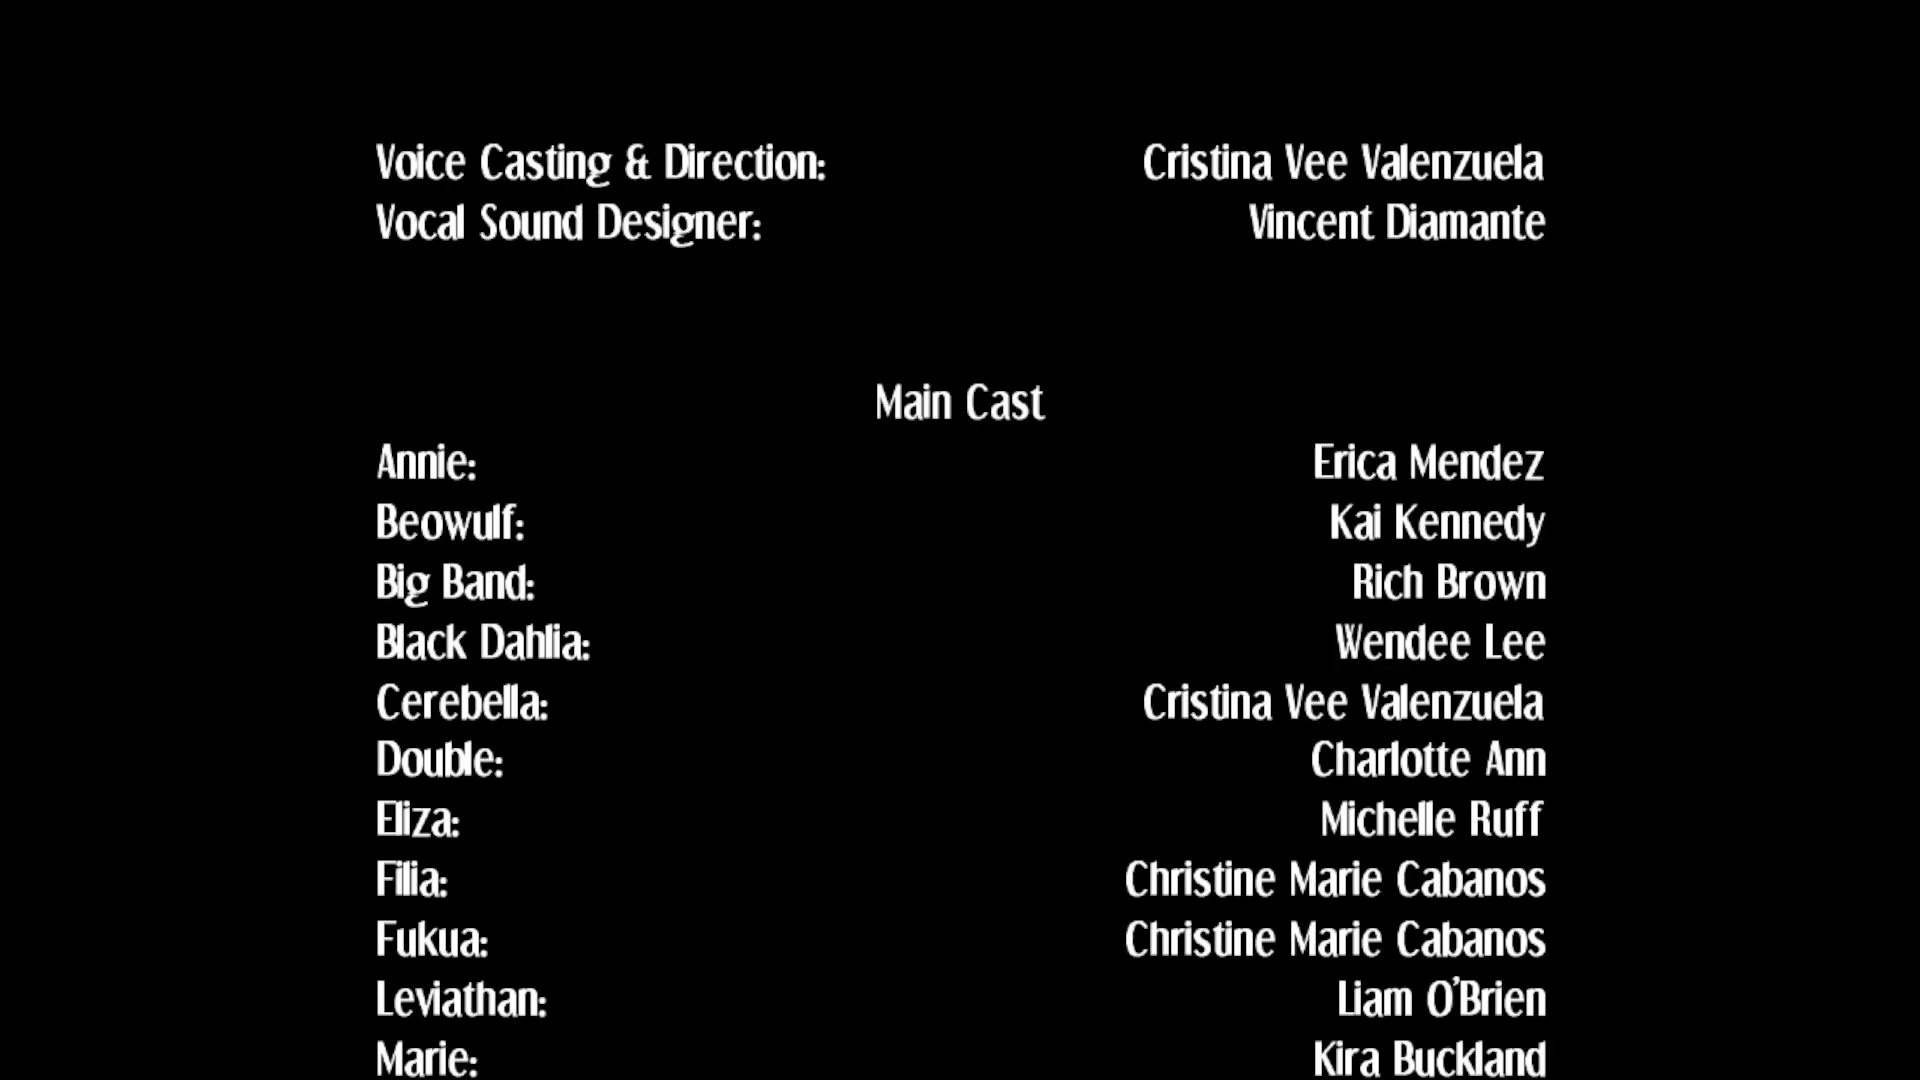 Voice Casting & Direction: Cristina Vee Valenzuela
Vocal Sound Designer: Vincent Diamante
Main Cast
Annie: Erica Mendez
Beowulf: Kai Kennedy
Big Band: Rich Brown
Black Dahlia: Wendee Lee
Cerebella: Cristina Vee Valenzuela
Double: Charlotte Ann
Eliza: Michelle Ruff
Filia: Christine Marie Cabanos
Fukua: Christine Marie Cabanos
Leviathan: Liam O'Brien
Marie: Kira Buckland